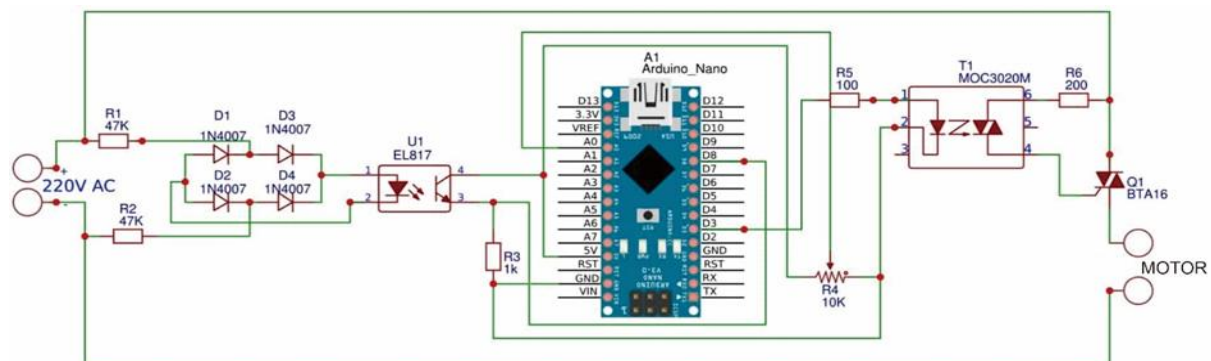 A1
Arduino_Nano
T1
MOC3020M
R5
100
R6
200
R1
47K
D1
1N4007
D3
1N4007
U1
EL817
220V AC
+
-
D2
1N4007
D4
1N4007
R2
47K
1
2
4
3
R3
1k
D13
3.3V
VREF
A0
A1
A2
A3
A4
A5
A6
A7
5V
RST
GND
VIN
D12
D11
D10
D9
D8
D7
D6
D5
D4
D3
D2
GND
RST
RX
TX
1
2
3
6
5
4
Q1
BTA16
R4
10K
MOTOR